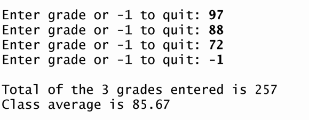 Enter grade or -1 to quit: 97
Enter grade or -1 to quit: 88
Enter grade or -1 to quit: 72
Enter grade or -1 to quit: -1
Total of the 3 grades entered is 257
Class average is 85.67